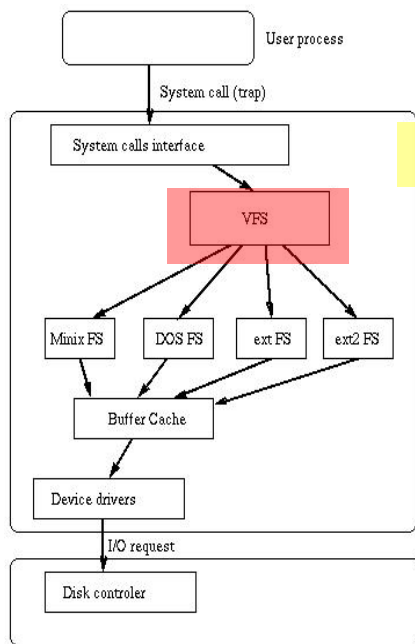 User process
System call (trap)
System calls interface
VFS
Minix FS
DOS FS
ext FS
ext2 FS
Buffer Cache
Device drivers
I/O request
Disk controler